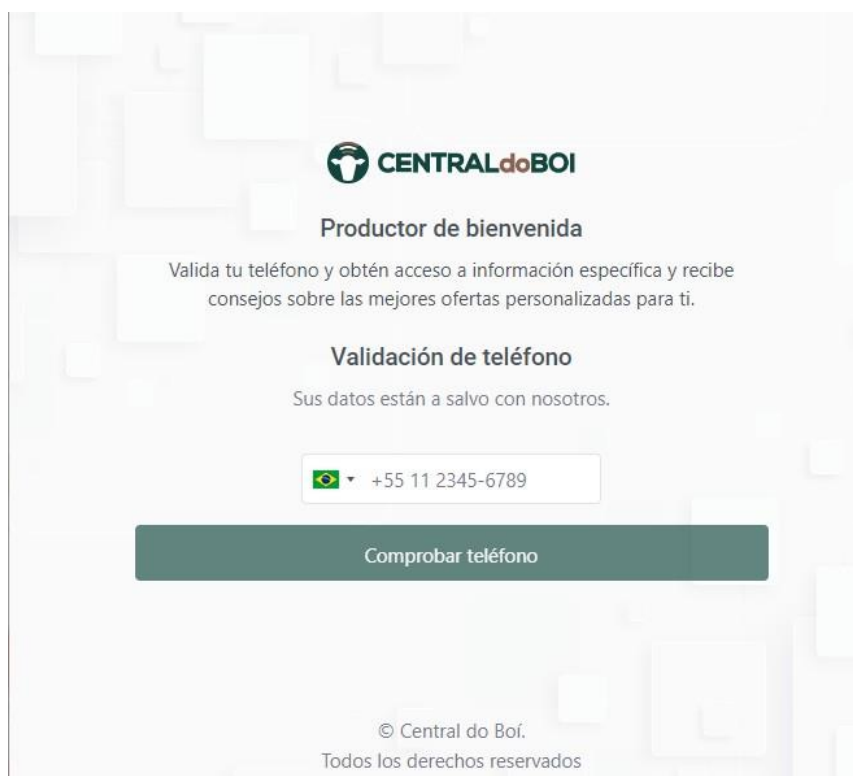 CENTRALdoBOI
Productor de bienvenida
Valida tu teléfono y obtén acceso a información específica y recibe
consejos sobre las mejores ofertas personalizadas para ti.
Validación de teléfono
Sus datos están a salvo con nosotros.
+55 11 2345-6789
Comprobar teléfono
© Central do Boí.
Todos los derechos reservados